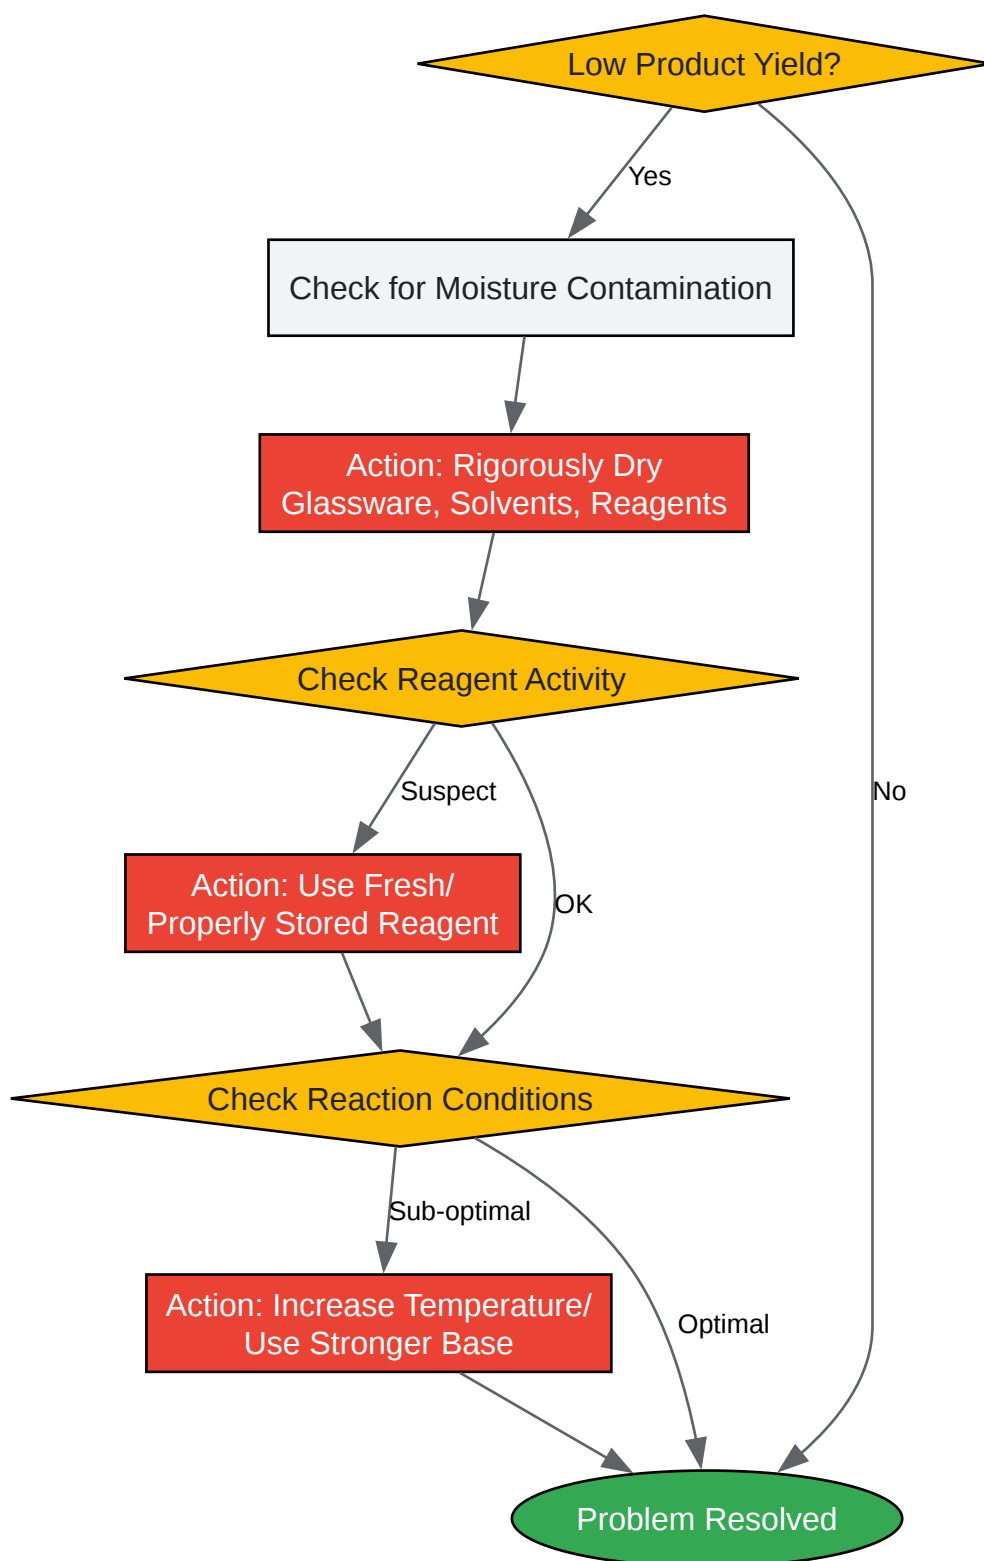 Low Product Yield?
Yes
Check for Moisture Contamination
Action: Rigorously Dry
Glassware, Solvents, Reagents
Check Reagent Activity
Suspect
No
Action: Use Fresh/
Properly Stored Reagent
OK
Check Reaction Conditions
Sub-optimal
Action: Increase Temperature/
Use Stronger Base
Optimal
Problem Resolved